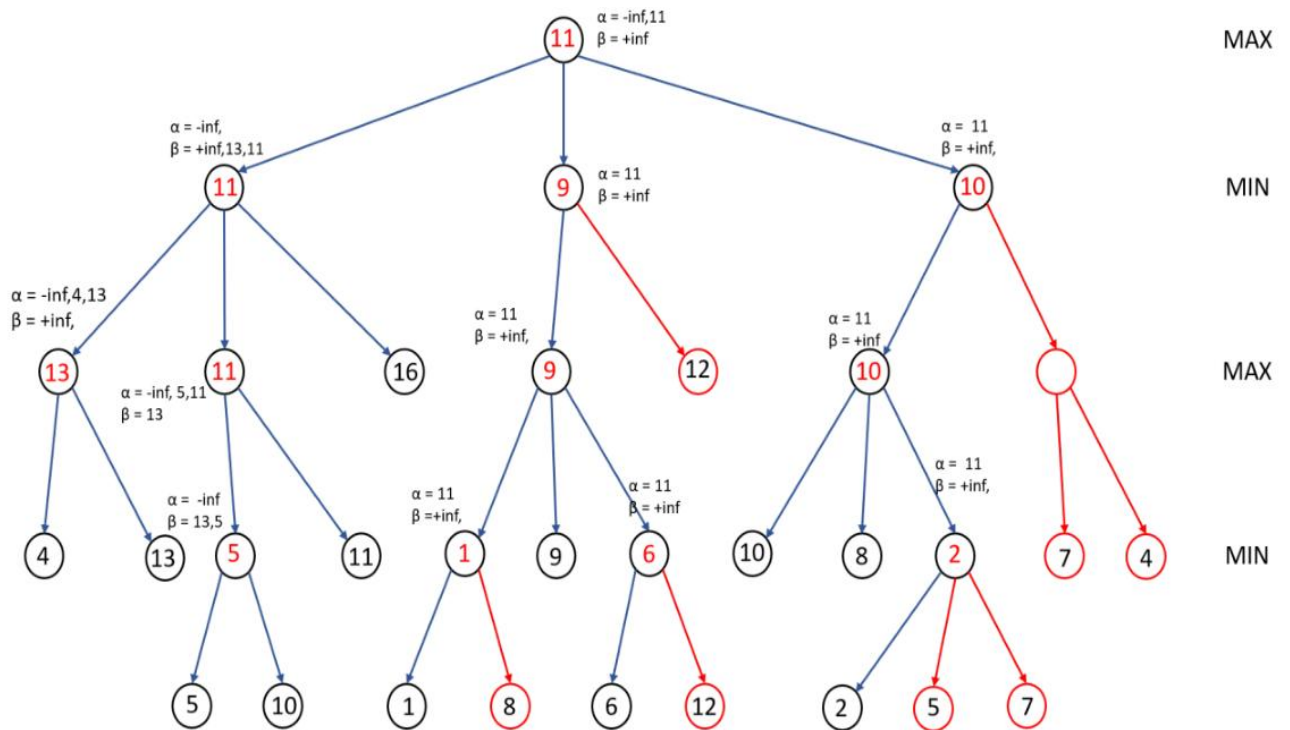 α = -inf,11
β = +inf
11
MAX
α = -inf,
β = +inf,13,11
α = 11
β = +inf,
11
9
α = 11
β = +inf
10
MIN
α = -inf,4,13
β = +inf,
α = 11
β = +inf,
α = 11
β = +inf
13
11
16
9
12
10
MAX
α = -inf, 5,11
β = 13
α = -inf
β = 13,5
α = 11
β =+inf,
α = 11
β = +inf
α = 11
β = +inf,
4
13
5
11
1
9
6
10
8
2
7
4
MIN
5
10
1
8
6
12
2
5
7